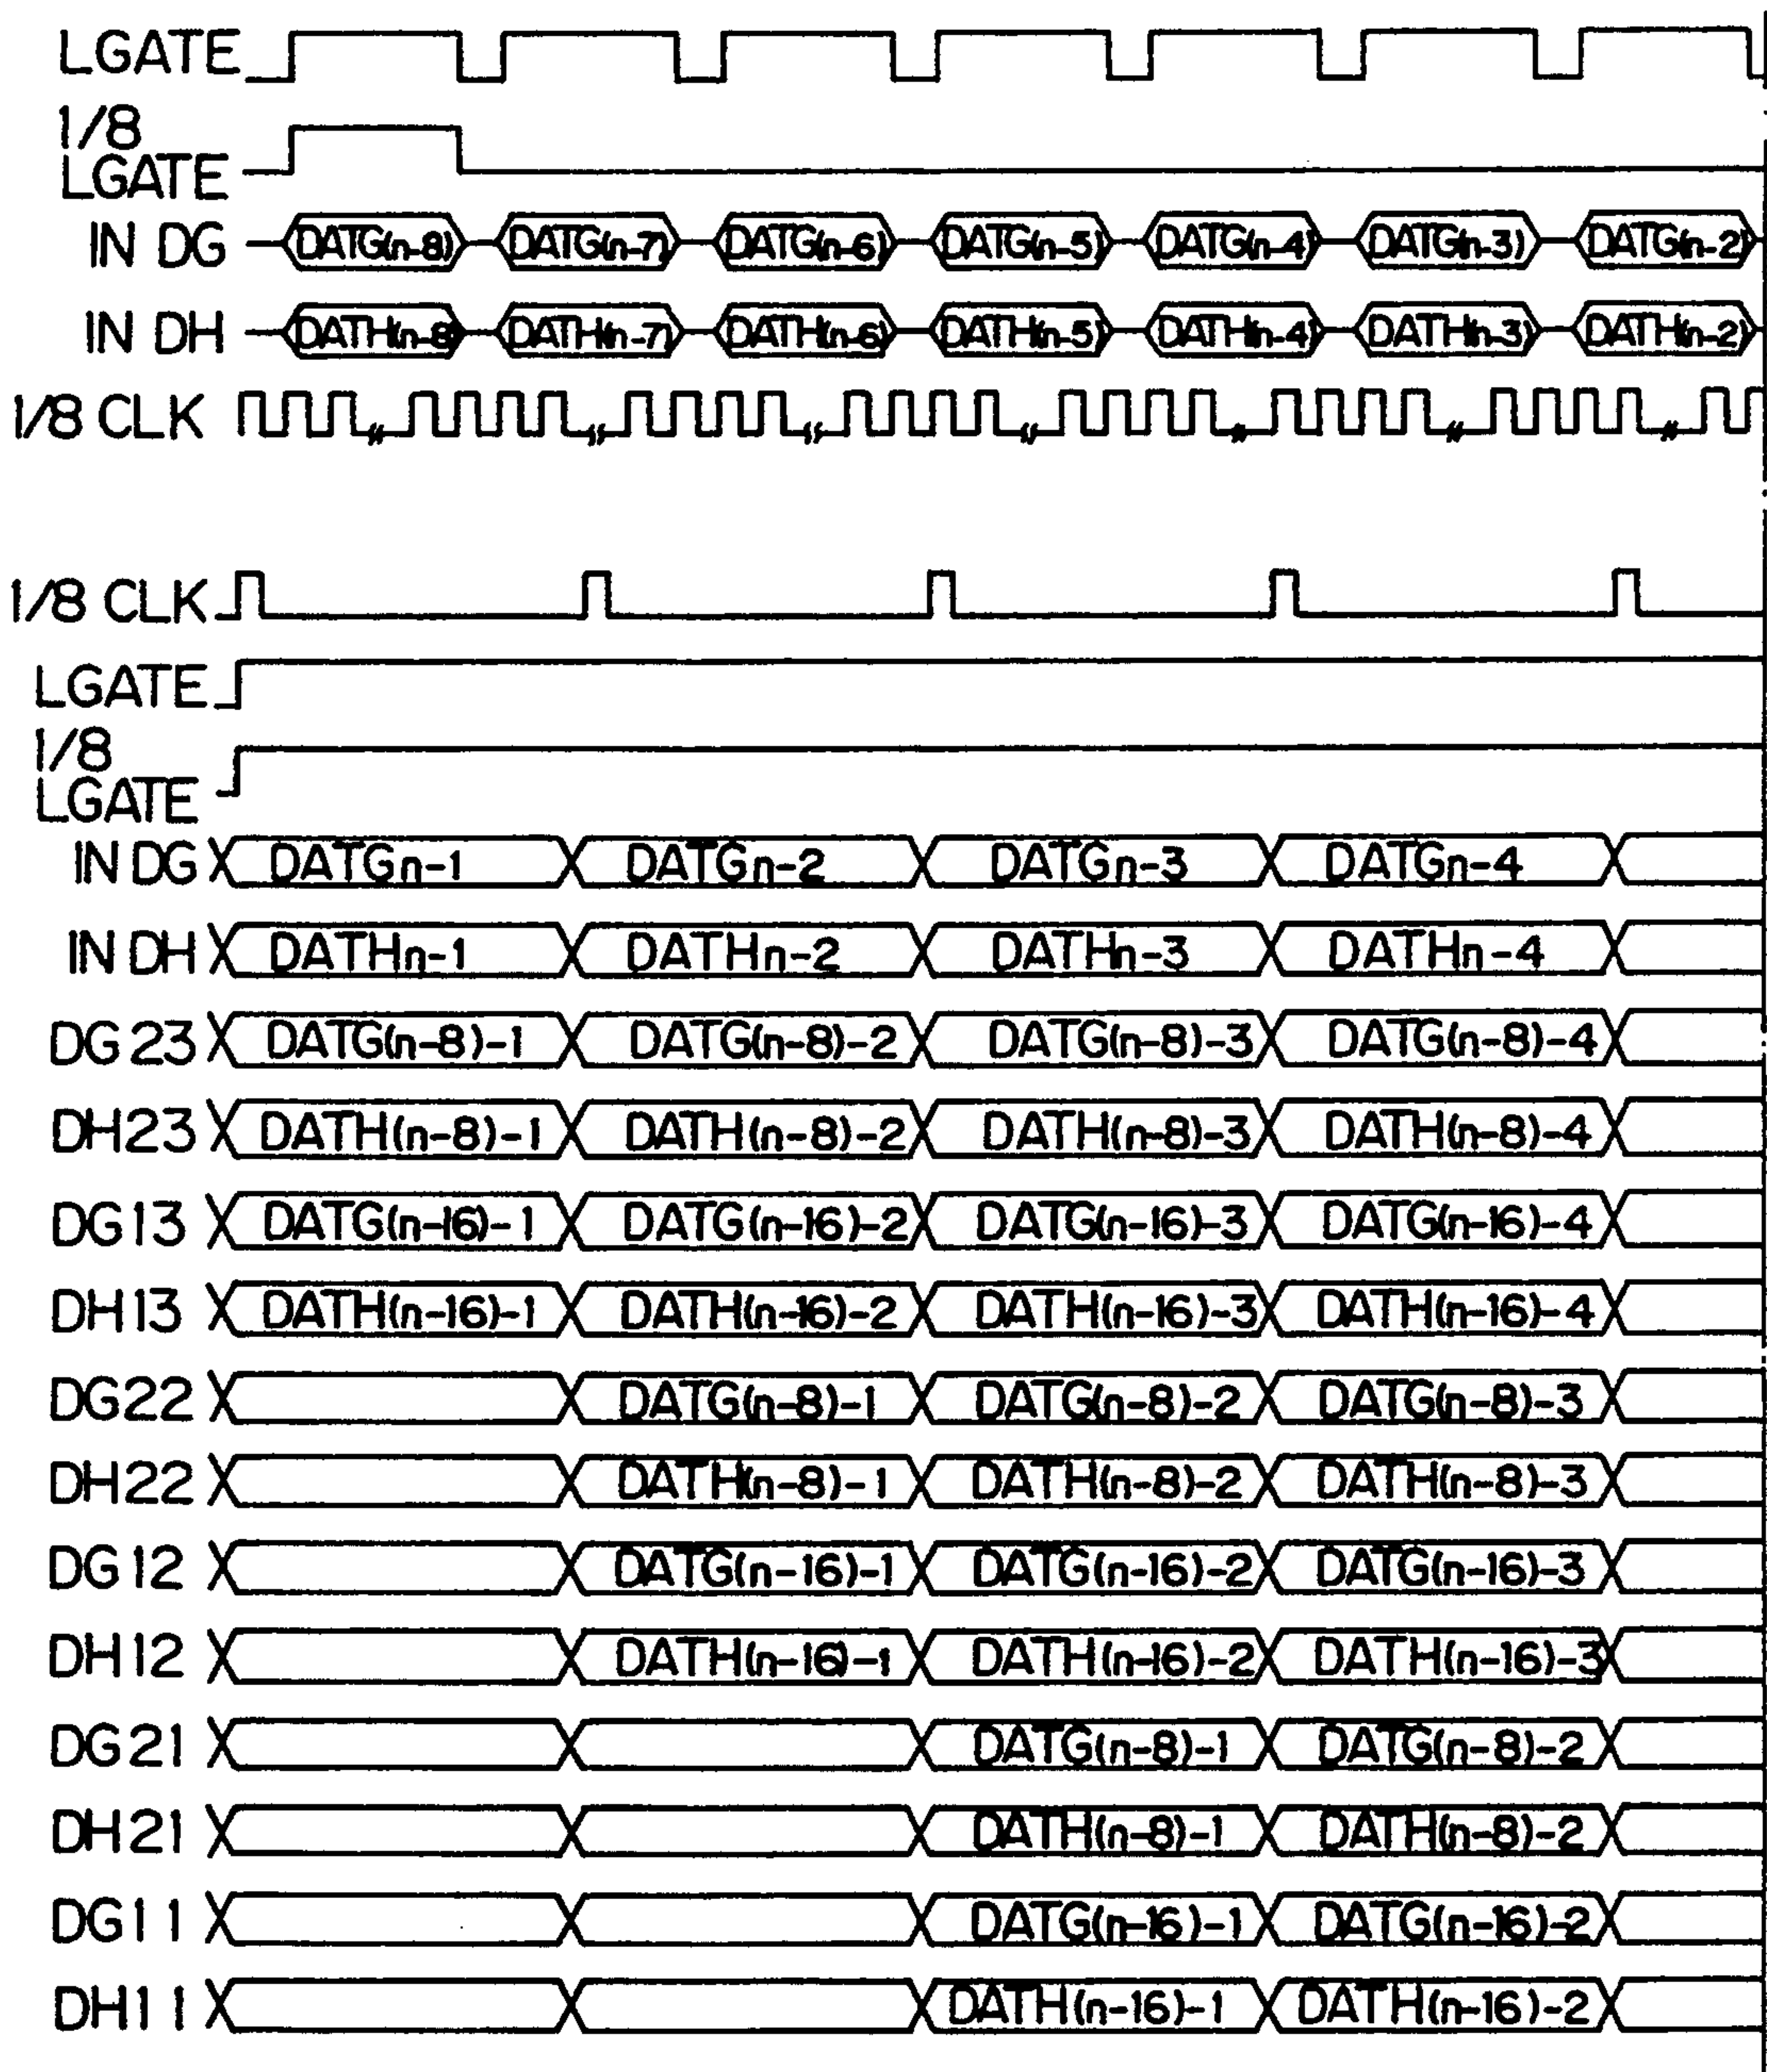 LGATE
1/8
LGATE
IN DG DATG(n-8) DATG(n-7) DATG(n-6) DATG(n-5) DATG(n-4) DATG(n-3) DATG(n-2)
IN DH DATH(n-8) DATH(n-7) DATH(n-6) DATH(n-5) DATH(n-4) DATH(n-3) DATH(n-2)
1/8 CLK
1/8 CLK
LGATE
1/8
LGATE
IN DG DATGn-1 DATGn-2 DATGn-3 DATGn-4
IN DH DATHn-1 DATHn-2 DATHn-3 DATHn-4
DG23 DATG(n-8)-1 DATG(n-8)-2 DATG(n-8)-3 DATG(n-8)-4
DH23 DATH(n-8)-1 DATH(n-8)-2 DATH(n-8)-3 DATH(n-8)-4
DG13 DATG(n-16)-1 DATG(n-16)-2 DATG(n-16)-3 DATG(n-16)-4
DH13 DATH(n-16)-1 DATH(n-16)-2 DATH(n-16)-3 DATH(n-16)-4
DG22 DATG(n-8)-1 DATG(n-8)-2 DATG(n-8)-3
DH22 DATH(n-8)-1 DATH(n-8)-2 DATH(n-8)-3
DG12 DATG(n-16)-1 DATG(n-16)-2 DATG(n-16)-3
DH12 DATH(n-16)-1 DATH(n-16)-2 DATH(n-16)-3
DG21 DATG(n-8)-1 DATG(n-8)-2
DH21 DATH(n-8)-1 DATH(n-8)-2
DG11 DATG(n-16)-1 DATG(n-16)-2
DH11 DATH(n-16)-1 DATH(n-16)-2